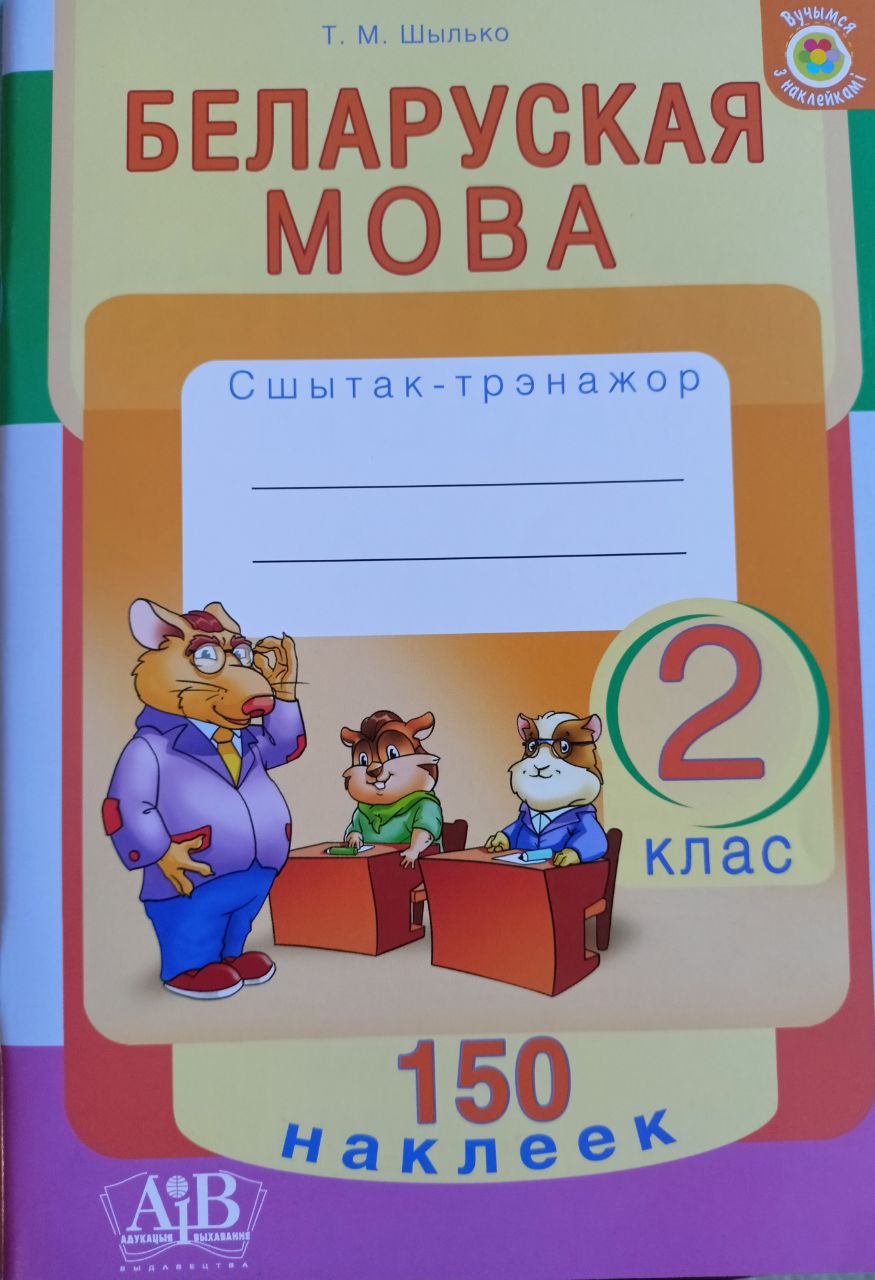 Т. М. Шылько
Вучымся
з наклейкамі
БЕЛАРУСКАЯ
МОВА
Сшытак-трэнажор
2
клас
150
наклеек
АіВ
АДУКАЦЫЯ ВЫХАВАННЕ
ВЫДАВЕЦТВА